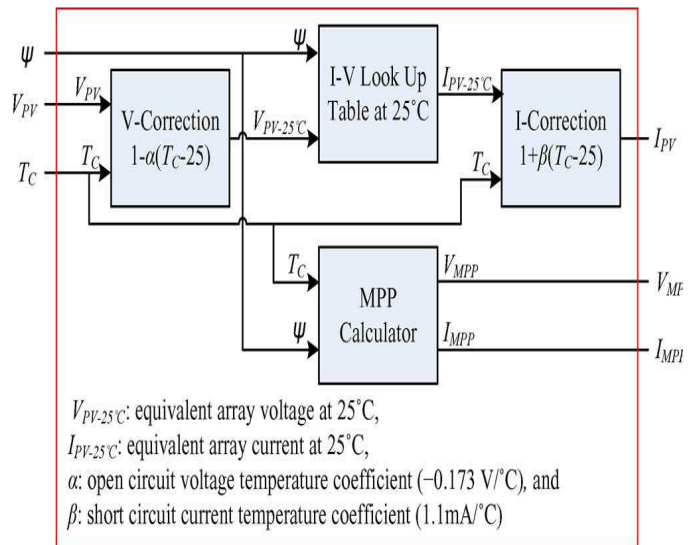 ψ
ψ
V_PV
V_PV
T_C
T_C
V-Correction
1-α(T_C-25)
V_PV-25°C
I-V Look Up
Table at 25°C
I_PV-25°C
T_C
I-Correction
1+β(T_C-25)
I_PV
T_C
ψ
MPP
Calculator
V_MPP
I_MPP
V_MP
I_MPP
V_PV-25°C: equivalent array voltage at 25°C,
I_PV-25°C: equivalent array current at 25°C,
α: open circuit voltage temperature coefficient (−0.173 V/°C), and
β: short circuit current temperature coefficient (1.1mA/°C)